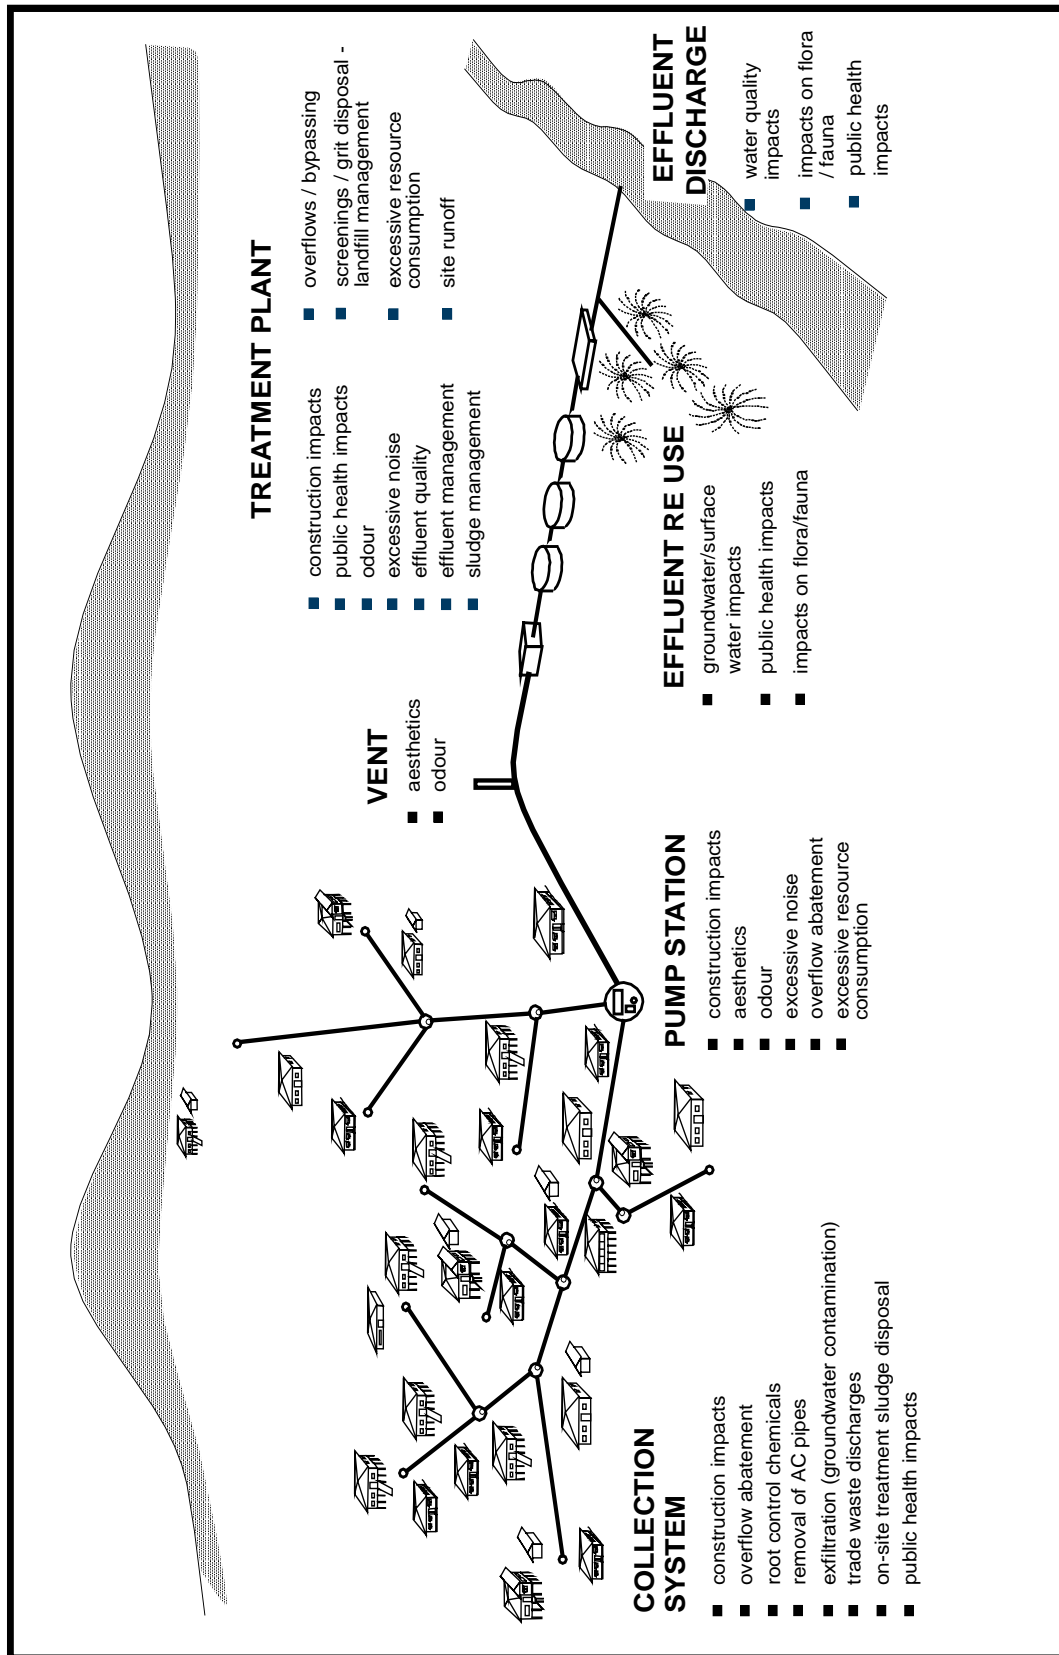 TREATMENT PLANT
construction impacts
public health impacts
odour
excessive noise
effluent quality
effluent management
sludge management
overflows / bypassing
screenings / grit disposal -
landfill management
excessive resource
consumption
site runoff
VENT
aesthetics
odour
COLLECTION
SYSTEM
construction impacts
overflow abatement
root control chemicals
removal of AC pipes
exfiltration (groundwater contamination)
trade waste discharges
on-site treatment sludge disposal
public health impacts
PUMP STATION
construction impacts
aesthetics
odour
excessive noise
overflow abatement
excessive resource
consumption
EFFLUENT RE USE
groundwater/surface
water impacts
public health impacts
impacts on flora/fauna
EFFLUENT
DISCHARGE
water quality
impacts
impacts on flora
/ fauna
public health
impacts